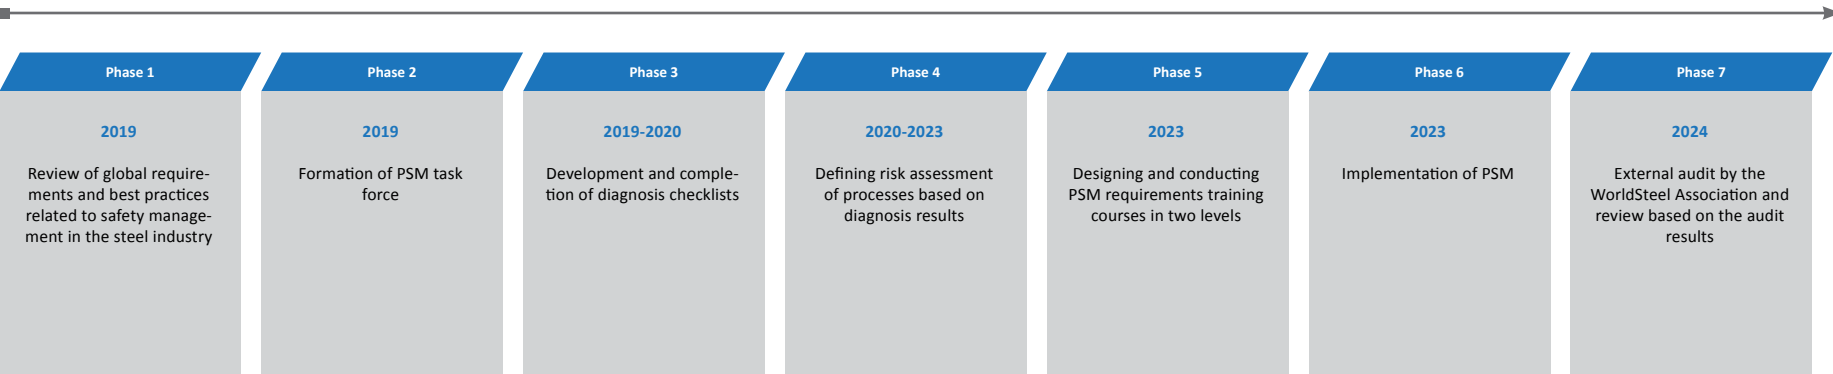 Phase 1
2019
Review of global require-
ments and best practices
related to safety manage-
ment in the steel industry
Phase 2
2019
Formation of PSM task
force
Phase 3
2019-2020
Development and comple-
tion of diagnosis checklists
Phase 4
2020-2023
Defining risk assessment
of processes based on
diagnosis results
Phase 5
2023
Designing and conducting
PSM requirements training
courses in two levels
Phase 6
2023
Implementation of PSM
Phase 7
2024
External audit by the
WorldSteel Association and
review based on the audit
results